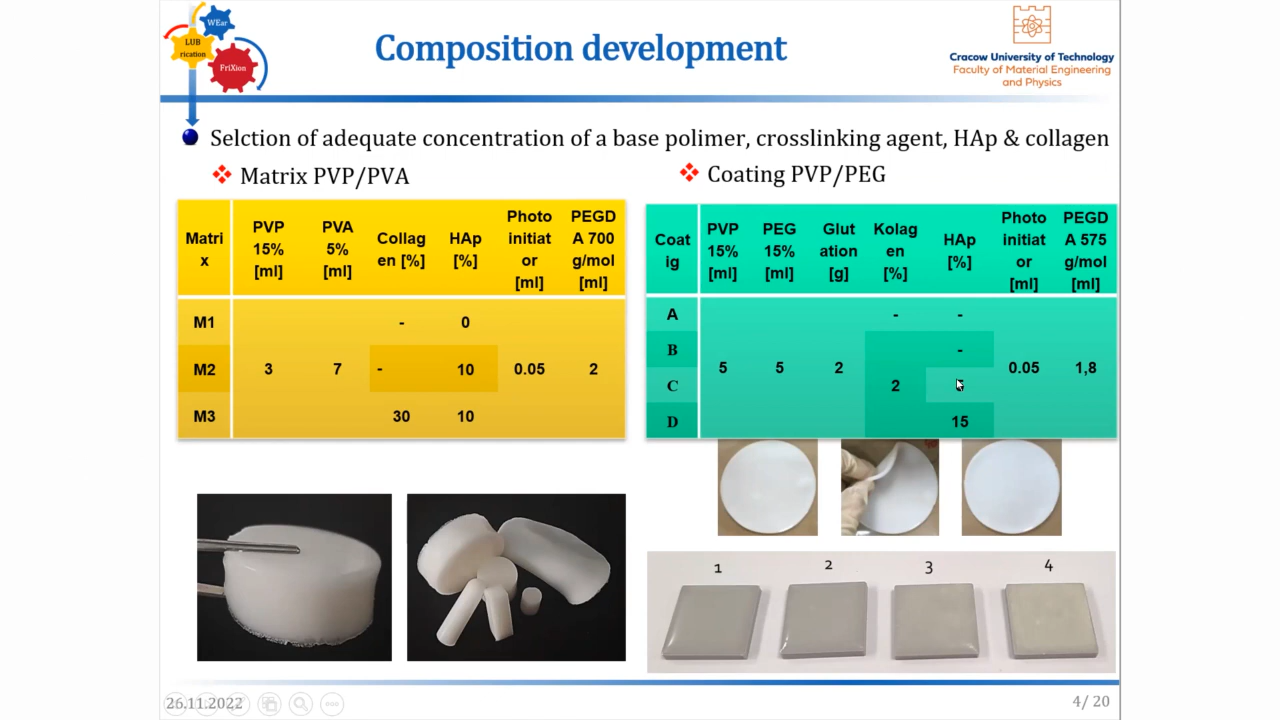 WEar
LUB
rication
FriXion
Composition development
Cracow University of Technology
Faculty of Material Engineering
and Physics
Selction of adequate concentration of a base polimer, crosslinking agent, HAp & collagen
Matrix PVP/PVA
Matri
x
PVP
15%
[ml]
PVA
5%
[ml]
Collag
en [%]
HAp
[%]
Photo
initiat
or
[ml]
PEGD
A 700
g/mol
[ml]
M1
-
0
M2
3
7
-
10
0.05
2
M3
30
10
Coating PVP/PEG
Coat
ig
PVP
15%
[ml]
PEG
15%
[ml]
Glut
ation
[g]
Kolag
en
[%]
HAp
[%]
Photo
initiat
or
[ml]
PEGD
A 575
g/mol
[ml]
A
-
-
B
-
5
5
2
0.05
1,8
C
2
D
15
1
2
3
4
26.11.2022
4/ 20